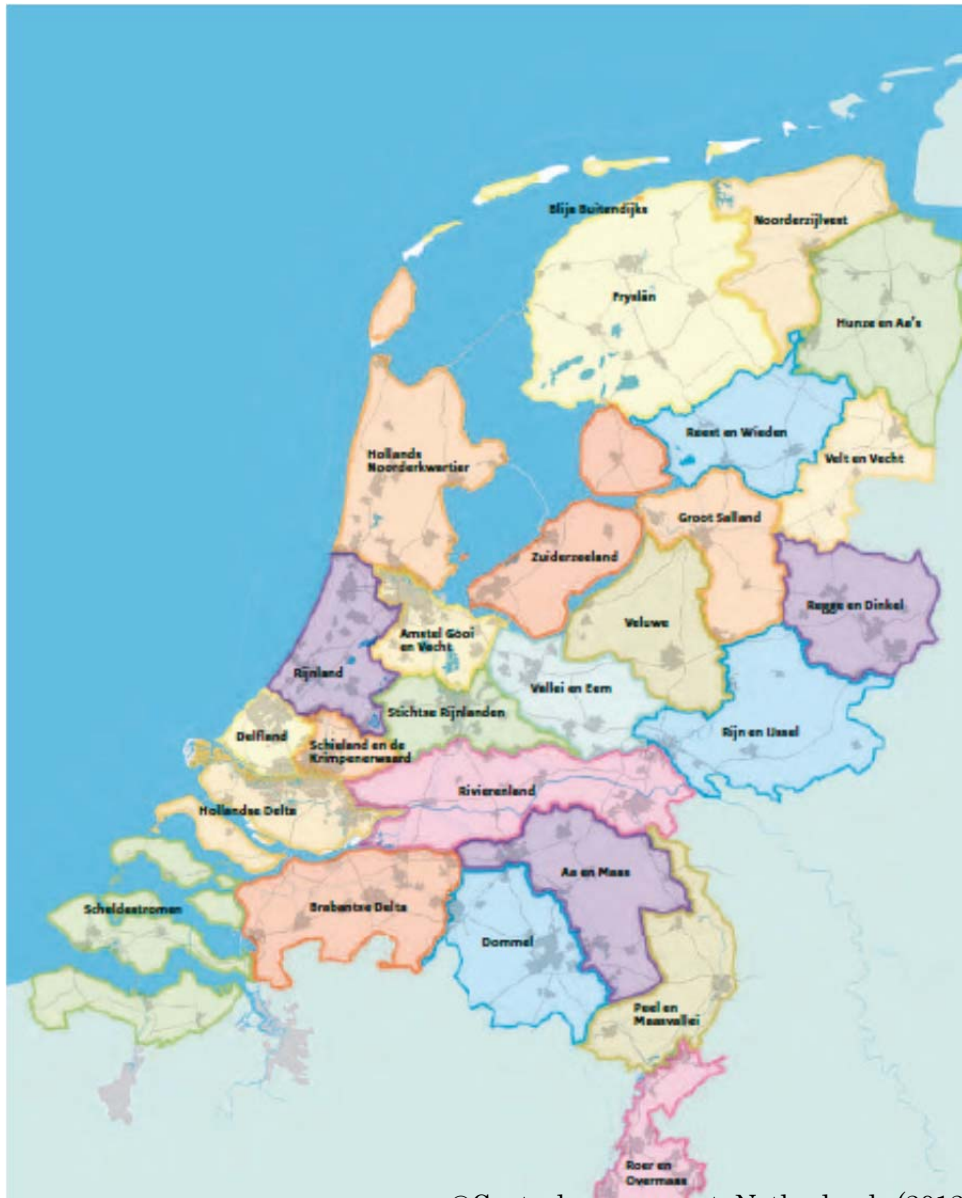 Blija Buitendijks
Noorderzijlvest
Fryslân
Hunze en Aa's
Reest en Wieden
Hollands
Noorderkwartier
Velt en Vecht
Groot Salland
Zuiderzeeland
Regge en Dinkel
Veluwe
Amstel Gooi
en Vecht
Rijnland
Vallei en Eem
Stichtse Rijnlanden
Delfland
Schieland en de
Krimpenerwaard
Rijn en IJssel
Rivierenland
Hollandse Delta
Aa en Maas
Scheldestromen
Brabantse Delta
Dommel
Peel en
Maasvallei
Roer en
Overmaas